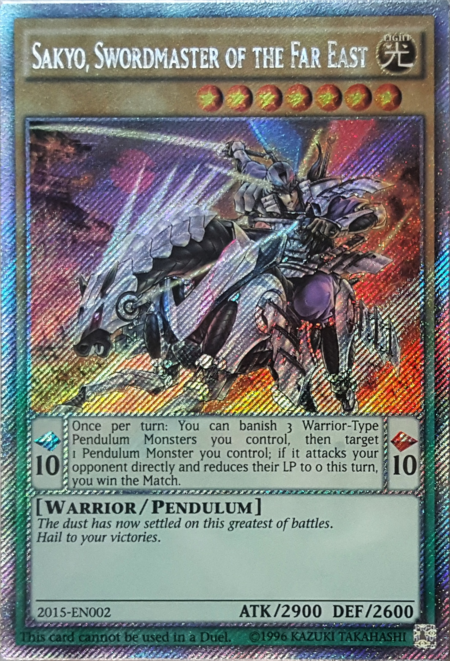 SAKYO, SWORDMASTER OF THE FAR EAST
LIGHT
光
Once per turn: You can banish 3 Warrior-Type
Pendulum Monsters you control, then target
1 Pendulum Monster you control; if it attacks your
opponent directly and reduces their LP to 0 this turn,
you win the Match.
10
10
[WARRIOR/PENDULUM]
The dust has now settled on this greatest of battles.
Hail to your victories.
2015-EN002
ATK/2900 DEF/2600
This card cannot be used in a Duel.
©1996 KAZUKI TAKAHASHI